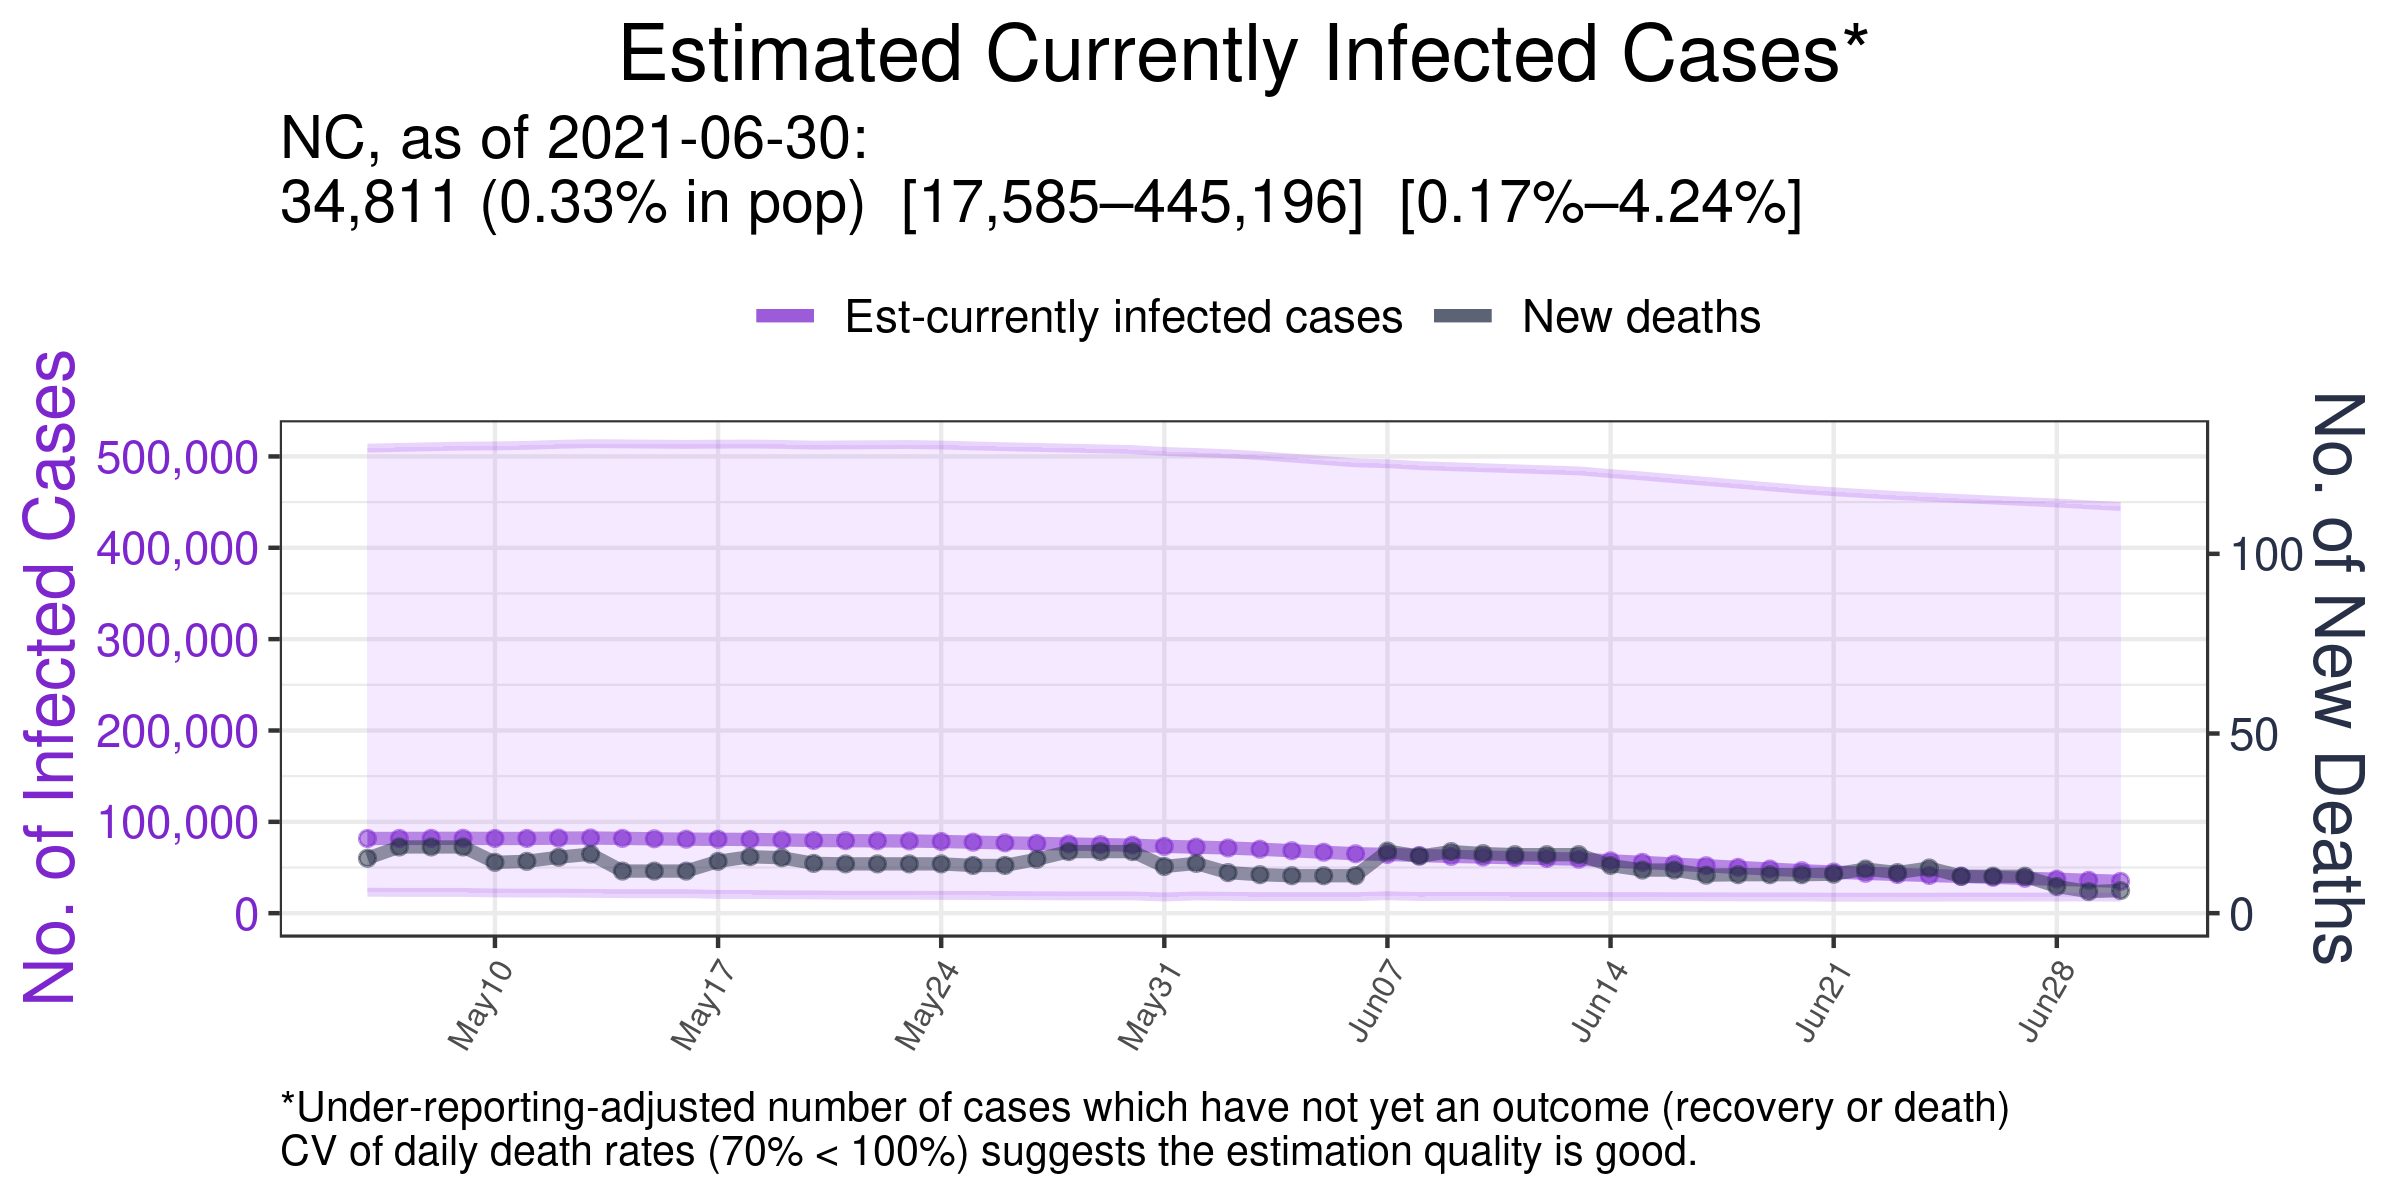 Estimated Currently Infected Cases*
NC, as of 2021-06-30:
34,811 (0.33% in pop)  [17,585–445,196]  [0.17%–4.24%]
Est-currently infected cases
New deaths
No. of Infected Cases
500,000
400,000
300,000
200,000
100,000
0
No. of New Deaths
100
50
0
May10
May17
May24
May31
Jun07
Jun14
Jun21
Jun28
*Under-reporting-adjusted number of cases which have not yet an outcome (recovery or death)
CV of daily death rates (70% < 100%) suggests the estimation quality is good.